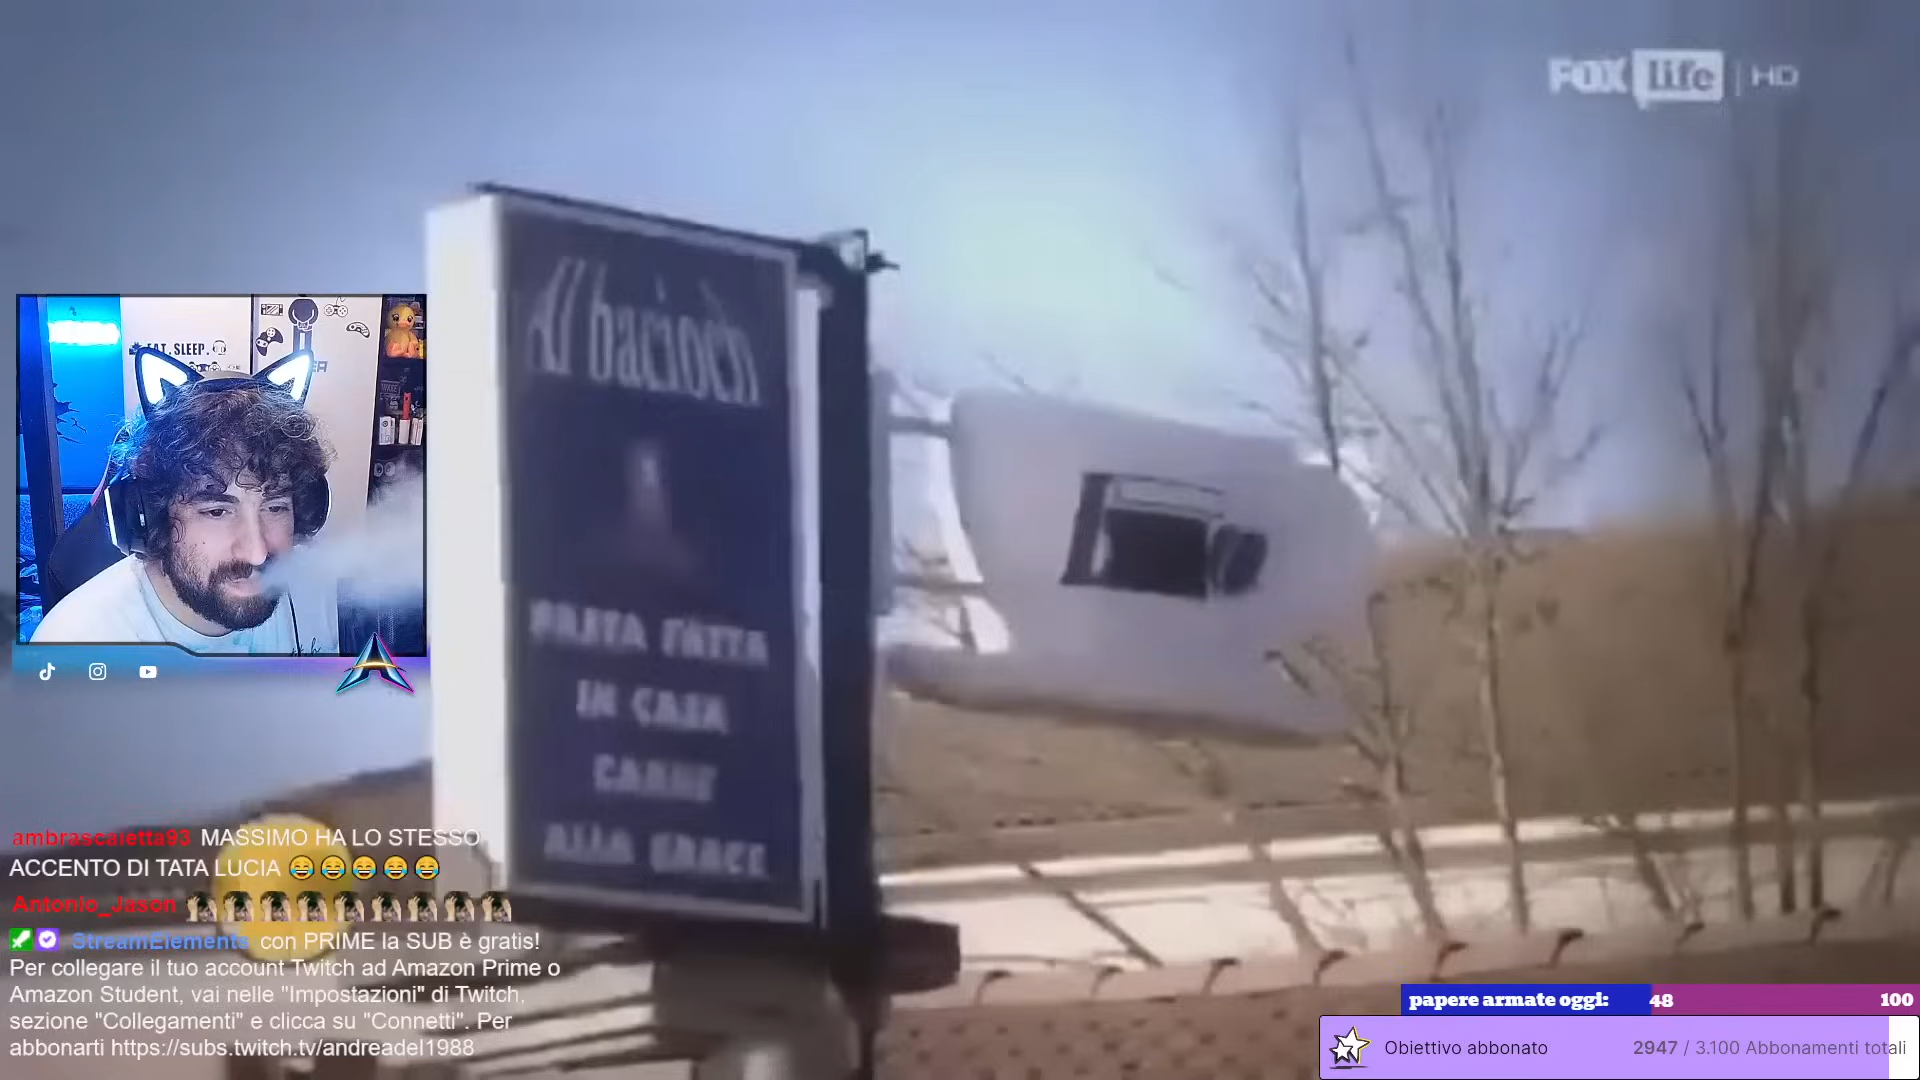 FOX life | HD
Al bacioch
PASTA FATTA
IN CASA
CARNE
ALLA BRACE
EAT. SLEEP.
ambrascaletta93 MASSIMO HA LO STESSO
ACCENTO DI TATA LUCIA 😂😂😂😂😂
Antonio_Jason
StreamElements con PRIME la SUB è gratis!
Per collegare il tuo account Twitch ad Amazon Prime o
Amazon Student, vai nelle "Impostazioni" di Twitch,
sezione "Collegamenti" e clicca su "Connetti". Per
abbonarti https://subs.twitch.tv/andreadel1988
papere armate oggi: 48 100
Obiettivo abbonato 2947 / 3.100 Abbonamenti totali